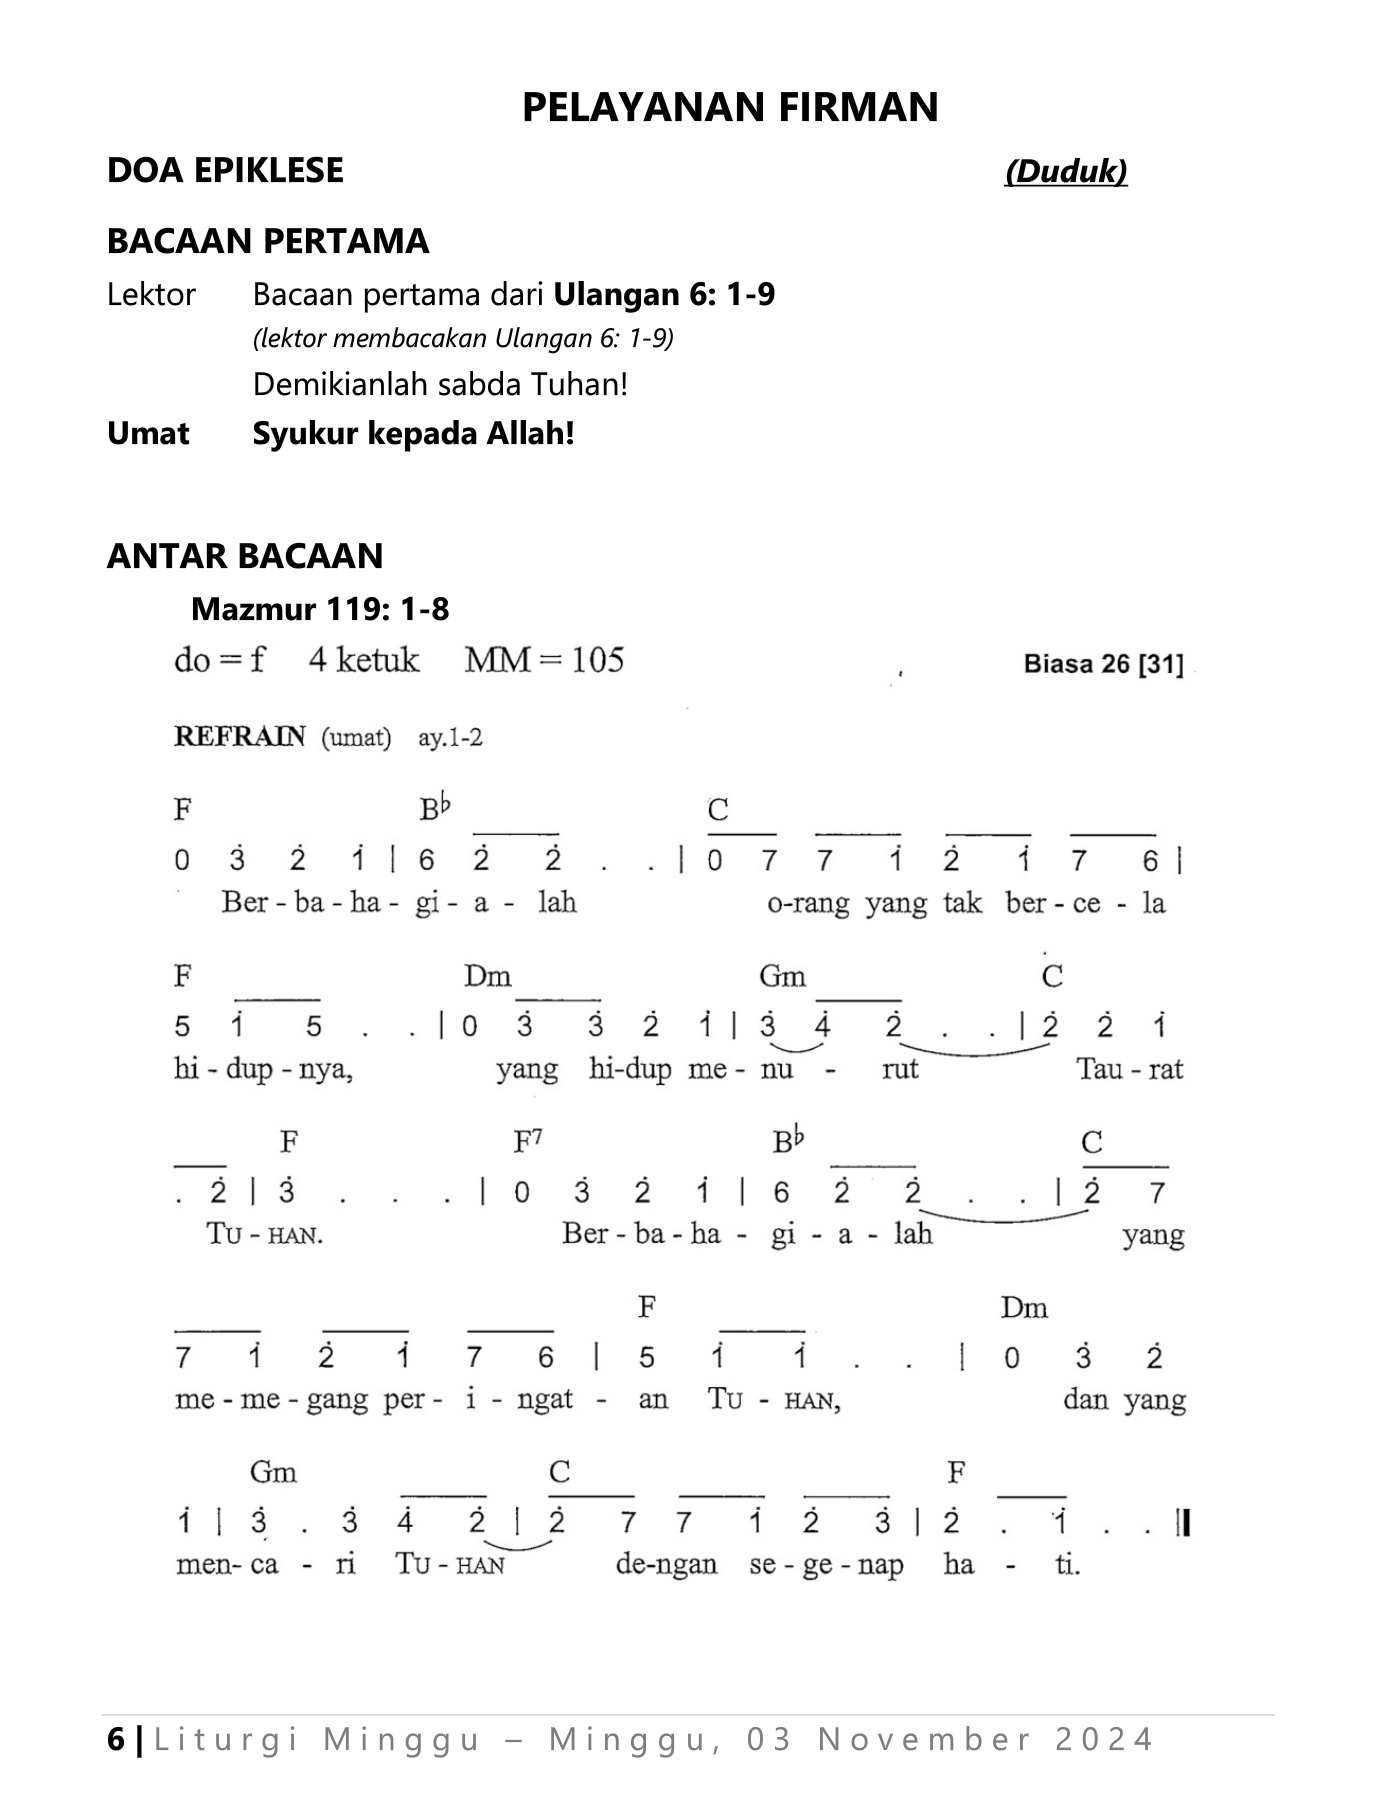 PELAYANAN FIRMAN
DOA EPIKLESE (Duduk)
BACAAN PERTAMA
Lektor Bacaan pertama dari Ulangan 6: 1-9
(lektor membacakan Ulangan 6: 1-9)
Demikianlah sabda Tuhan!
Umat Syukur kepada Allah!
ANTAR BACAAN
Mazmur 119: 1-8
do = f 4 ketuk MM = 105 Biasa 26 [31]
REFRAIN (umat) ay.1-2
F B♭ C
0 3̇ 2̇ 1̇ | 6 2̇ 2̇ . . | 0 7 7 1̇ 2̇ 1̇ 7 6 |
Ber - ba - ha - gi - a - lah o-rang yang tak ber - ce - la
F Dm Gm C
5 1̇ 5 . . | 0 3̇ 3̇ 2̇ 1̇ | 3̇ 4̇ 2̇ . . | 2̇ 2̇ 1̇
hi - dup - nya, yang hi-dup me - nu - rut Tau - rat
F F7 B♭ C
. 2̇ | 3̇ . . . | 0 3̇ 2̇ 1̇ | 6 2̇ 2̇ . . | 2̇ 7
TU - HAN. Ber - ba - ha - gi - a - lah yang
F Dm
7 1̇ 2̇ 1̇ 7 6 | 5 1̇ 1̇ . . | 0 3̇ 2̇
me - me - gang per - i - ngat - an TU - HAN, dan yang
Gm C F
1̇ | 3̇ . 3̇ 4̇ 2̇ | 2̇ 7 7 1̇ 2̇ 3̇ | 2̇ . 1̇ . . ||
men- ca - ri TU - HAN de-ngan se - ge - nap ha - ti.
6 | Liturgi Minggu – Minggu, 03 November 2024